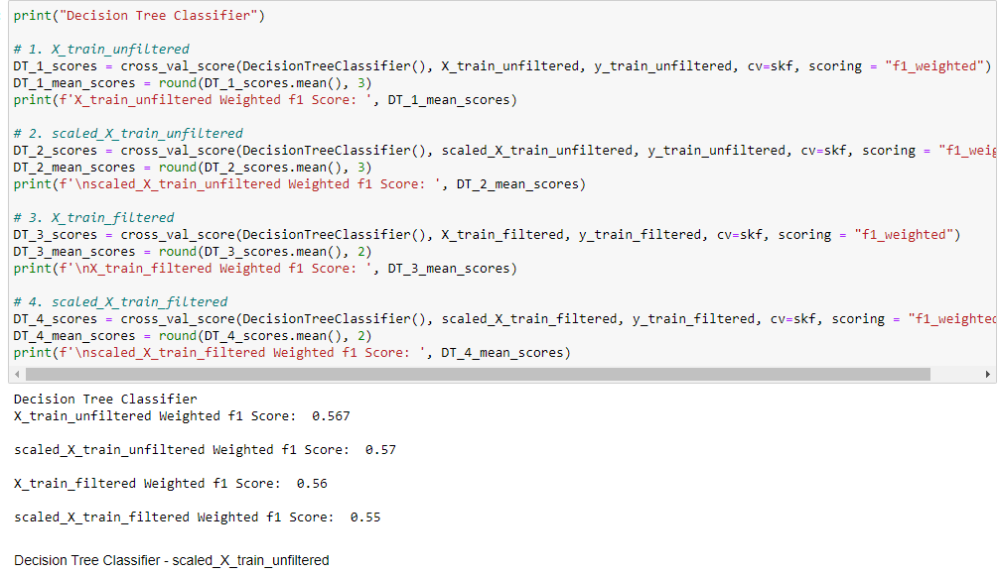 print("Decision Tree Classifier")
# 1. X_train_unfiltered
DT_1_scores = cross_val_score(DecisionTreeClassifier(), X_train_unfiltered, y_train_unfiltered, cv=skf, scoring = "f1_weighted")
DT_1_mean_scores = round(DT_1_scores.mean(), 3)
print(f'X_train_unfiltered Weighted f1 Score: ', DT_1_mean_scores)
# 2. scaled_X_train_unfiltered
DT_2_scores = cross_val_score(DecisionTreeClassifier(), scaled_X_train_unfiltered, y_train_unfiltered, cv=skf, scoring = "f1_weig
DT_2_mean_scores = round(DT_2_scores.mean(), 3)
print(f'\nscaled_X_train_unfiltered Weighted f1 Score: ', DT_2_mean_scores)
# 3. X_train_filtered
DT_3_scores = cross_val_score(DecisionTreeClassifier(), X_train_filtered, y_train_filtered, cv=skf, scoring = "f1_weighted")
DT_3_mean_scores = round(DT_3_scores.mean(), 2)
print(f'\nX_train_filtered Weighted f1 Score: ', DT_3_mean_scores)
# 4. scaled_X_train_filtered
DT_4_scores = cross_val_score(DecisionTreeClassifier(), scaled_X_train_filtered, y_train_filtered, cv=skf, scoring = "f1_weighted
DT_4_mean_scores = round(DT_4_scores.mean(), 2)
print(f'\nscaled_X_train_filtered Weighted f1 Score: ', DT_4_mean_scores)
Decision Tree Classifier
X_train_unfiltered Weighted f1 Score:  0.567
scaled_X_train_unfiltered Weighted f1 Score:  0.57
X_train_filtered Weighted f1 Score:  0.56
scaled_X_train_filtered Weighted f1 Score:  0.55
Decision Tree Classifier - scaled_X_train_unfiltered